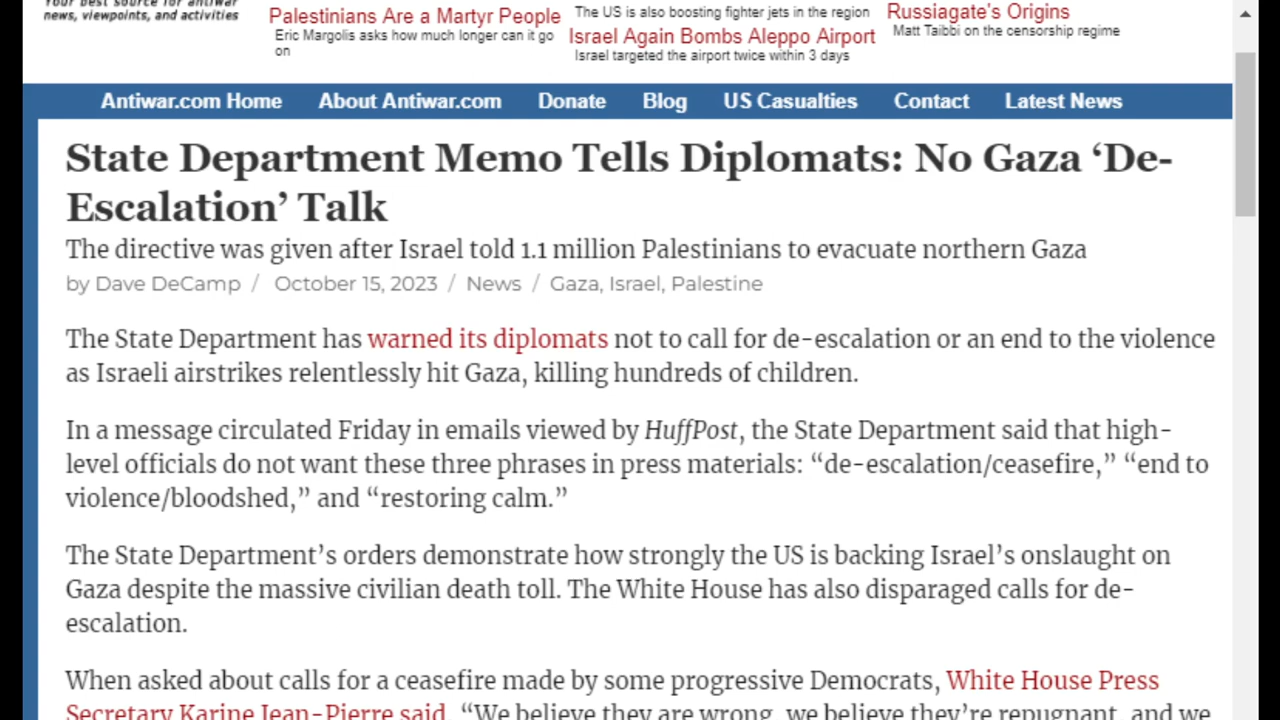 Your best source for antiwar
news, viewpoints, and activities
Palestinians Are a Martyr People
Eric Margolis asks how much longer can it go
on
The US is also boosting fighter jets in the region
Israel Again Bombs Aleppo Airport
Israel targeted the airport twice within 3 days
Russiagate's Origins
Matt Taibbi on the censorship regime
Antiwar.com Home About Antiwar.com Donate Blog US Casualties Contact Latest News
State Department Memo Tells Diplomats: No Gaza ‘De-
Escalation’ Talk
The directive was given after Israel told 1.1 million Palestinians to evacuate northern Gaza
by Dave DeCamp / October 15, 2023 / News / Gaza, Israel, Palestine
The State Department has warned its diplomats not to call for de-escalation or an end to the violence
as Israeli airstrikes relentlessly hit Gaza, killing hundreds of children.
In a message circulated Friday in emails viewed by HuffPost, the State Department said that high-
level officials do not want these three phrases in press materials: “de-escalation/ceasefire,” “end to
violence/bloodshed,” and “restoring calm.”
The State Department’s orders demonstrate how strongly the US is backing Israel’s onslaught on
Gaza despite the massive civilian death toll. The White House has also disparaged calls for de-
escalation.
When asked about calls for a ceasefire made by some progressive Democrats, White House Press
Secretary Karine Jean-Pierre said, “We believe they are wrong, we believe they’re repugnant, and we